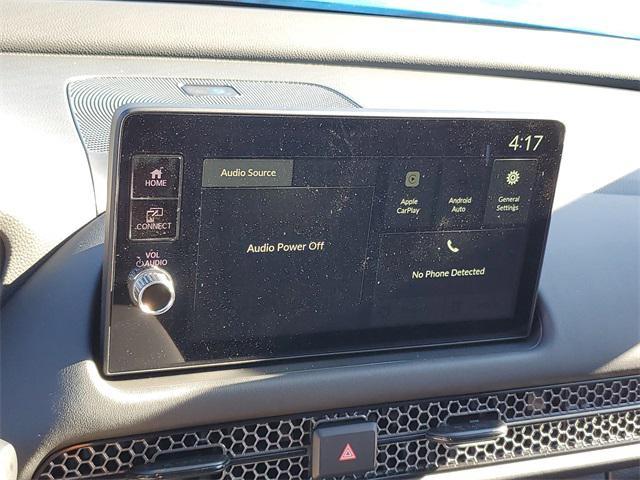 4:17
HOME
CONNECT
VOL
AUDIO
Audio Source
Audio Power Off
Apple
CarPlay
Android
Auto
General
Settings
No Phone Detected